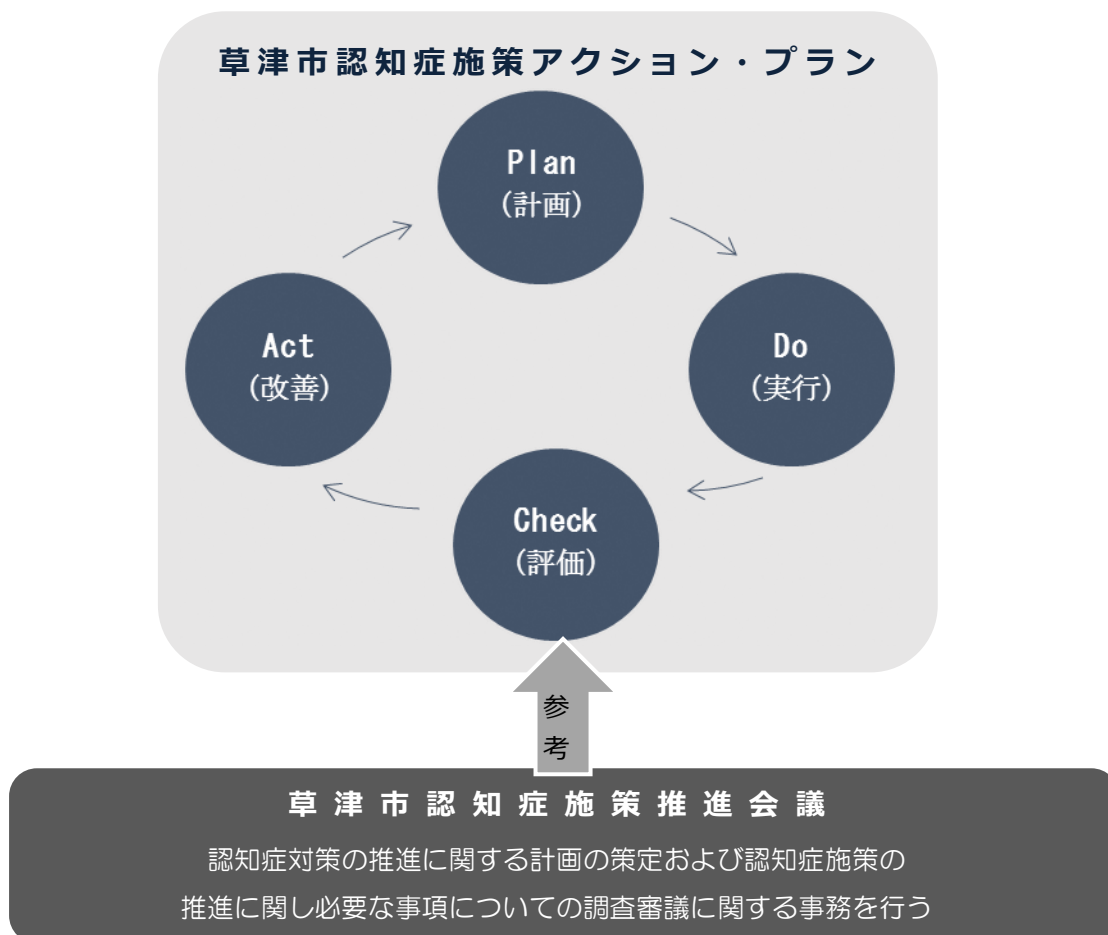 草津市認知症施策アクション・プラン
Plan
（計画）
Do
（実行）
Check
（評価）
Act
（改善）
参
考
草津市認知症施策推進会議
認知症対策の推進に関する計画の策定および認知症施策の
推進に関し必要な事項についての調査審議に関する事務を行う